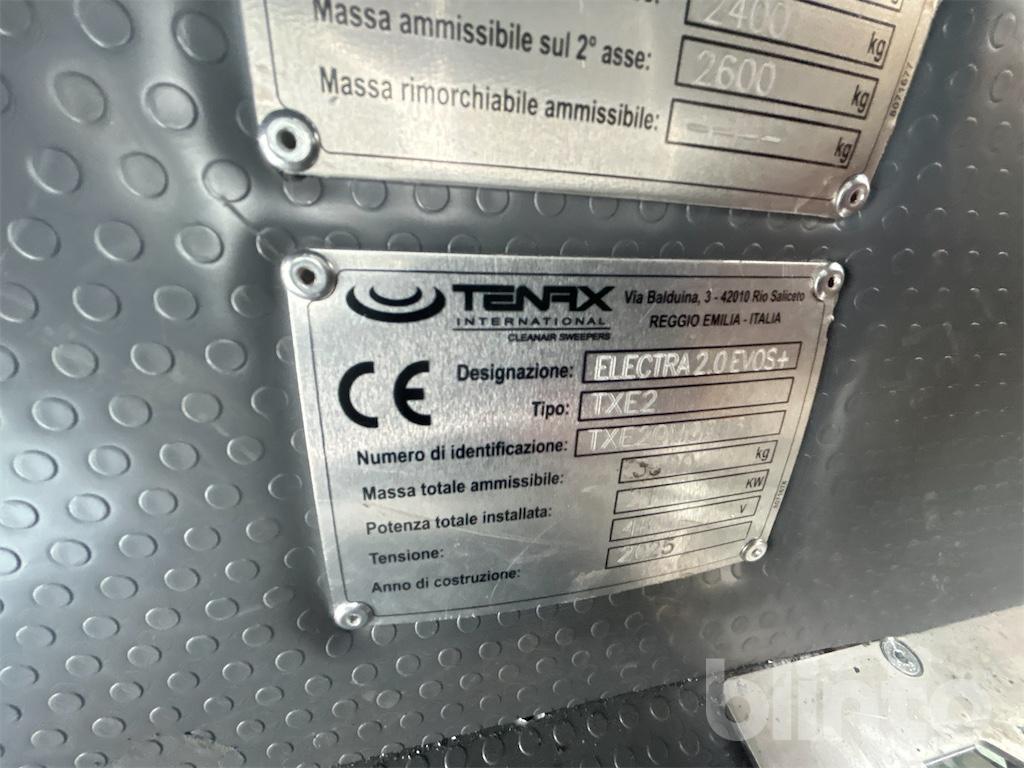 2400 kg
Massa ammissibile sul 2° asse: 2600 kg
Massa rimorchiabile ammissibile: ---- kg
80771677
TENAX
INTERNATIONAL
CLEANAIR SWEEPERS
Via Balduina, 3 - 42010 Rio Saliceto
REGGIO EMILIA - ITALIA
CE
Designazione: ELECTRA 2.0 EVOS+
Tipo: TXE2
Numero di identificazione:
Massa totale ammissibile: kg
Potenza totale installata: KW
Tensione: V
Anno di costruzione: 2025
blinto